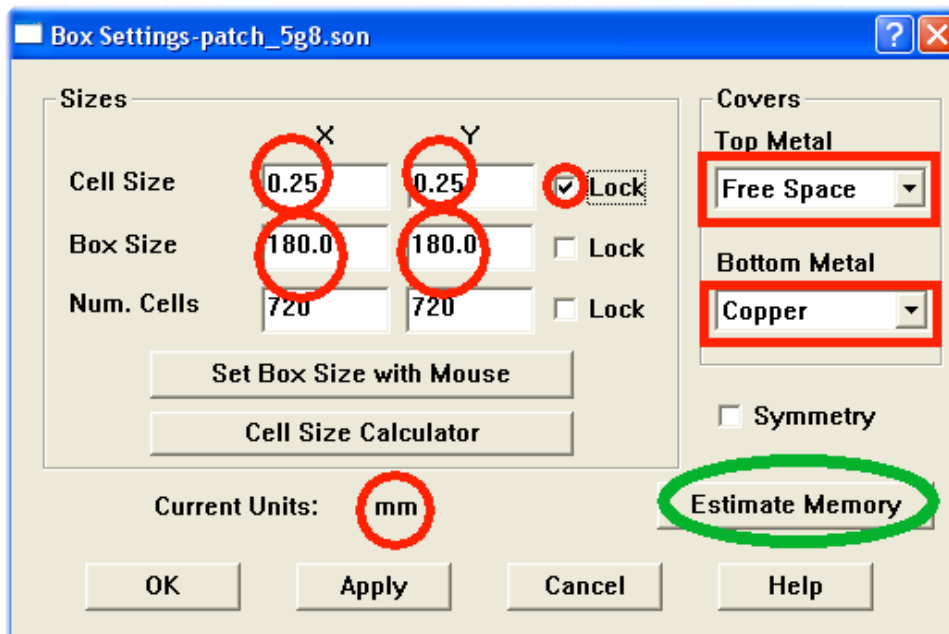 Box Settings-patch_5g8.son
Sizes
X Y
Cell Size 0.25 0.25 Lock
Box Size 180.0 180.0 Lock
Num. Cells 720 720 Lock
Set Box Size with Mouse
Cell Size Calculator
Covers
Top Metal
Free Space
Bottom Metal
Copper
Symmetry
Current Units: mm
Estimate Memory
OK Apply Cancel Help